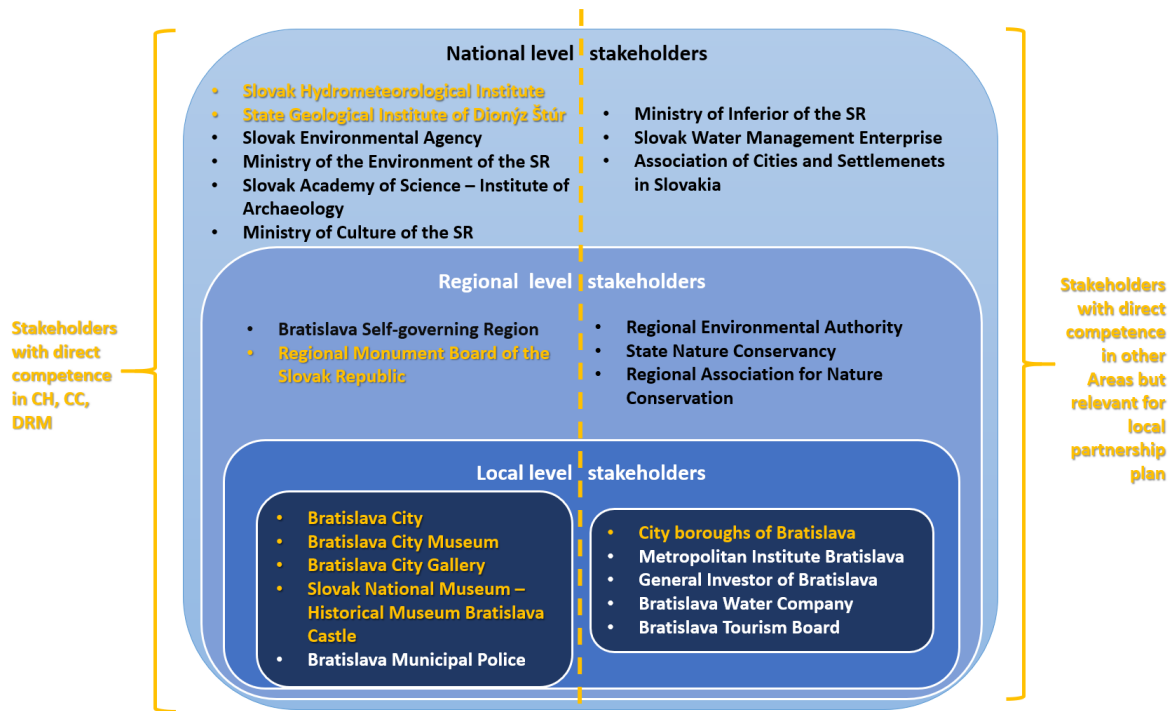 National level stakeholders
• Slovak Hydrometeorological Institute
• State Geological Institute of Dionýz Štúr
• Slovak Environmental Agency
• Ministry of the Environment of the SR
• Slovak Academy of Science – Institute of
Archaeology
• Ministry of Culture of the SR
• Ministry of Inferior of the SR
• Slovak Water Management Enterprise
• Association of Cities and Settlemenets
in Slovakia
Regional level stakeholders
• Bratislava Self-governing Region
• Regional Monument Board of the
Slovak Republic
• Regional Environmental Authority
• State Nature Conservancy
• Regional Association for Nature
Conservation
Stakeholders
with direct
competence
in CH, CC,
DRM
Stakeholders
with direct
competence
in other
Areas but
relevant for
local
partnership
plan
Local level stakeholders
• Bratislava City
• Bratislava City Museum
• Bratislava City Gallery
• Slovak National Museum –
Historical Museum Bratislava
Castle
• Bratislava Municipal Police
• City boroughs of Bratislava
• Metropolitan Institute Bratislava
• General Investor of Bratislava
• Bratislava Water Company
• Bratislava Tourism Board